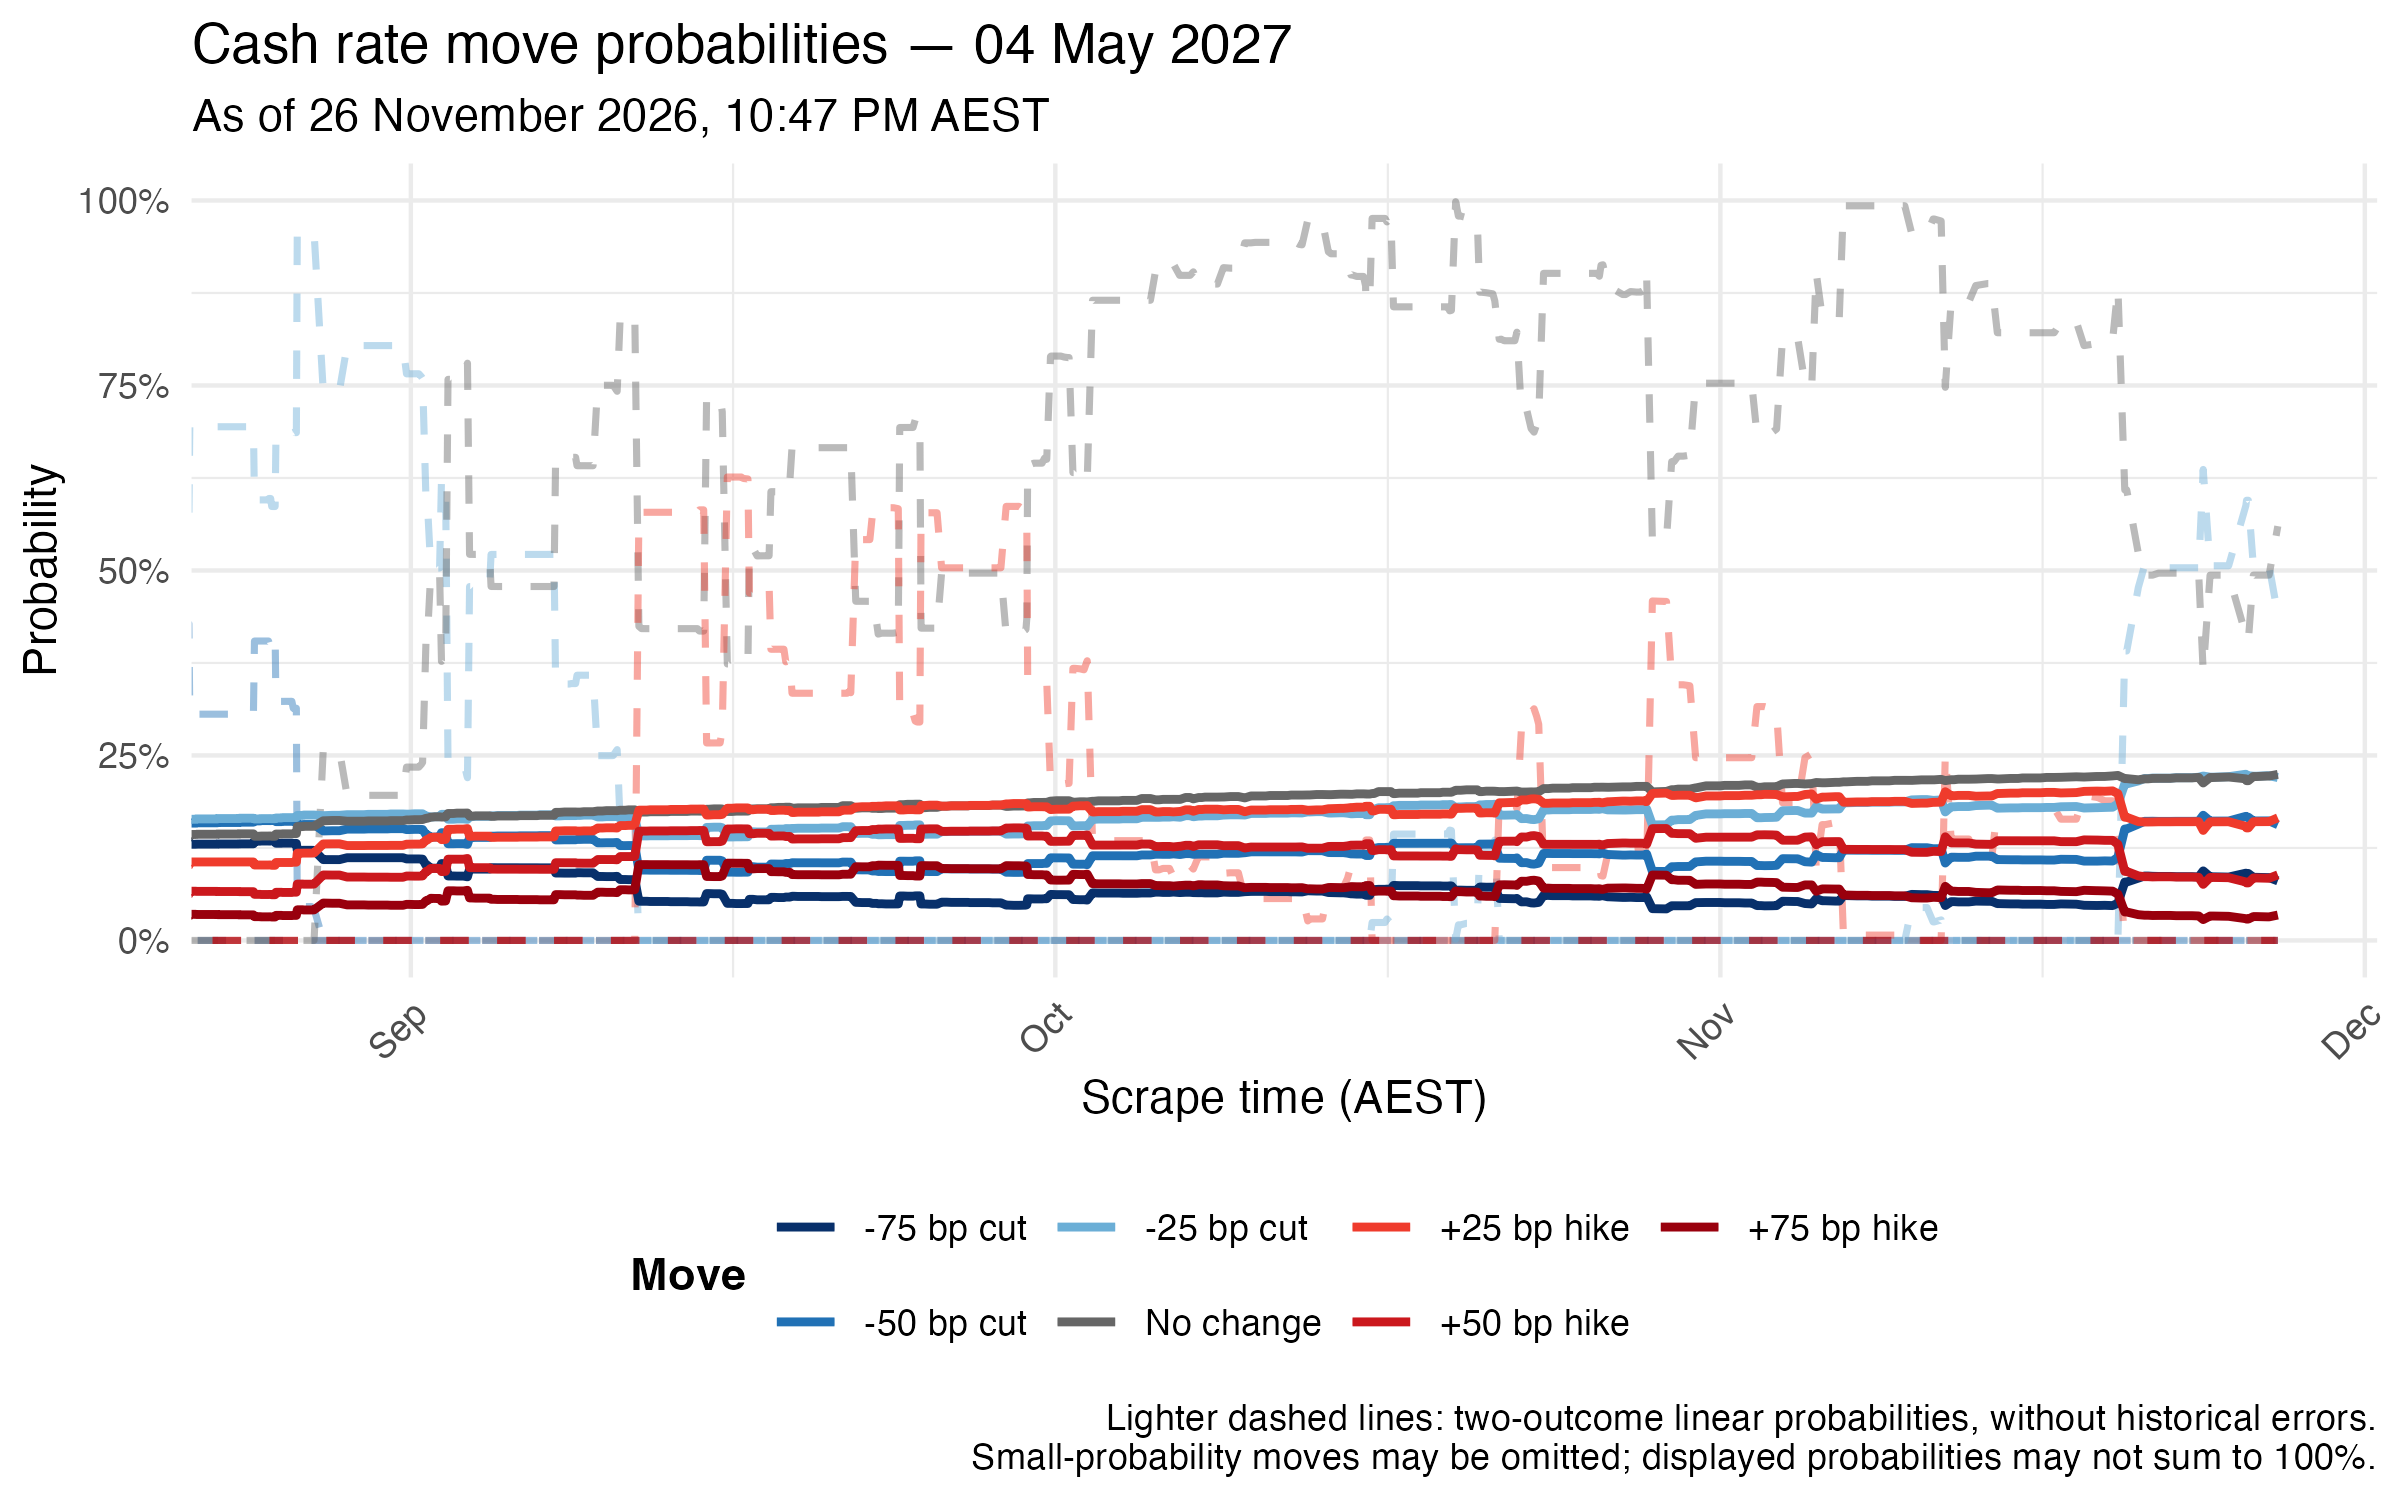 Cash rate move probabilities — 04 May 2027
As of 26 November 2026, 10:47 PM AEST
Probability
100%
75%
50%
25%
0%
Sep
Oct
Nov
Dec
Scrape time (AEST)
Move
-75 bp cut
-25 bp cut
+25 bp hike
+75 bp hike
-50 bp cut
No change
+50 bp hike
Lighter dashed lines: two-outcome linear probabilities, without historical errors.
Small-probability moves may be omitted; displayed probabilities may not sum to 100%.